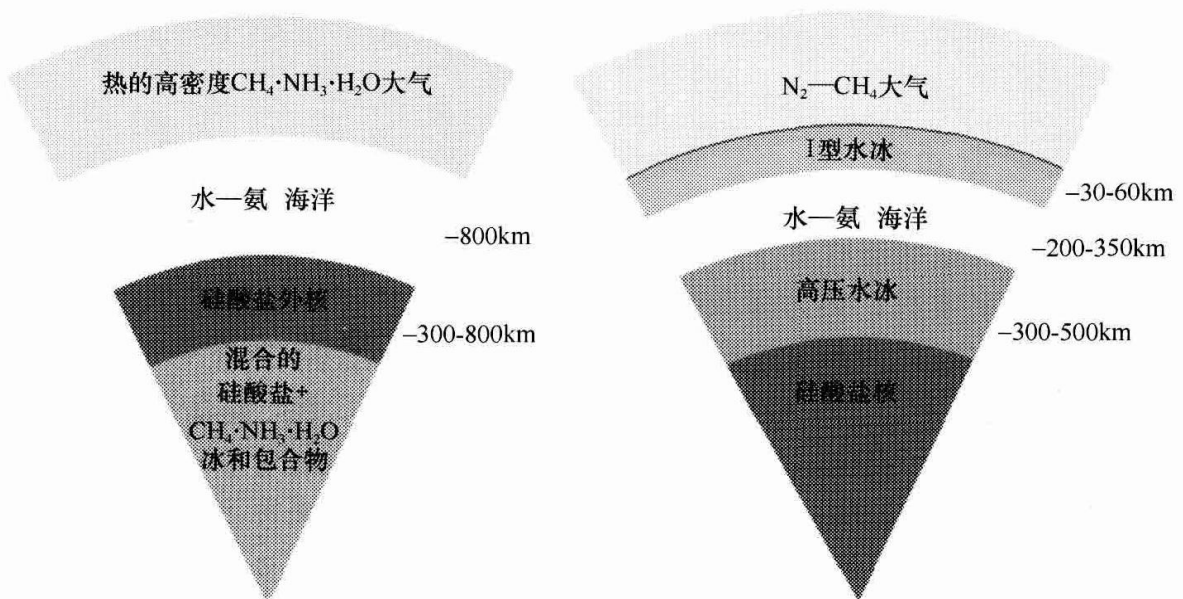 热的高密度CH₄·NH₃·H₂O大气
水—氨 海洋
–800km
硅酸盐外核
–300-800km
混合的
硅酸盐+
CH₄·NH₃·H₂O
冰和包合物
N₂—CH₄大气
I型水冰
–30-60km
水—氨 海洋
–200-350km
高压水冰
–300-500km
硅酸盐核